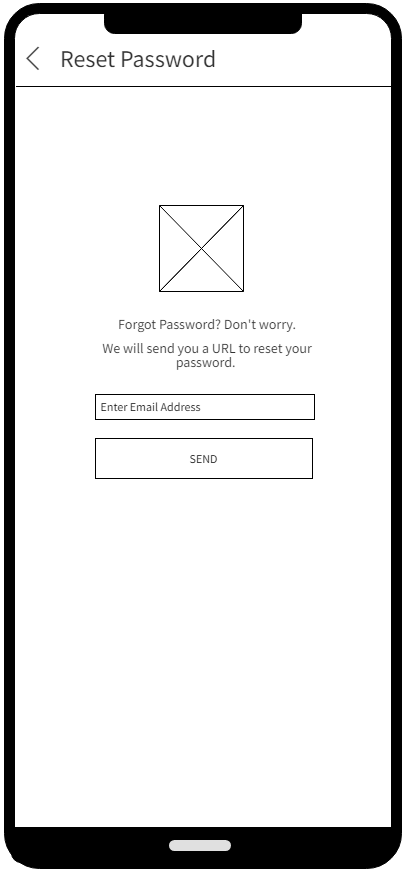 Reset Password
Forgot Password? Don't worry.
We will send you a URL to reset your
password.
Enter Email Address
SEND